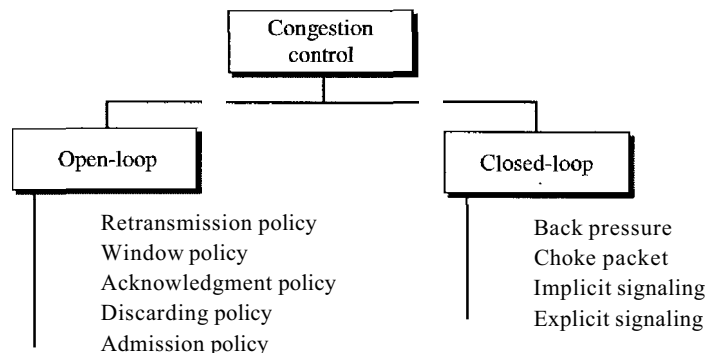 Congestion
control
Open-loop
Closed-loop
Retransmission policy
Window policy
Acknowledgment policy
Discarding policy
Admission policy
Back pressure
Choke packet
Implicit signaling
Explicit signaling